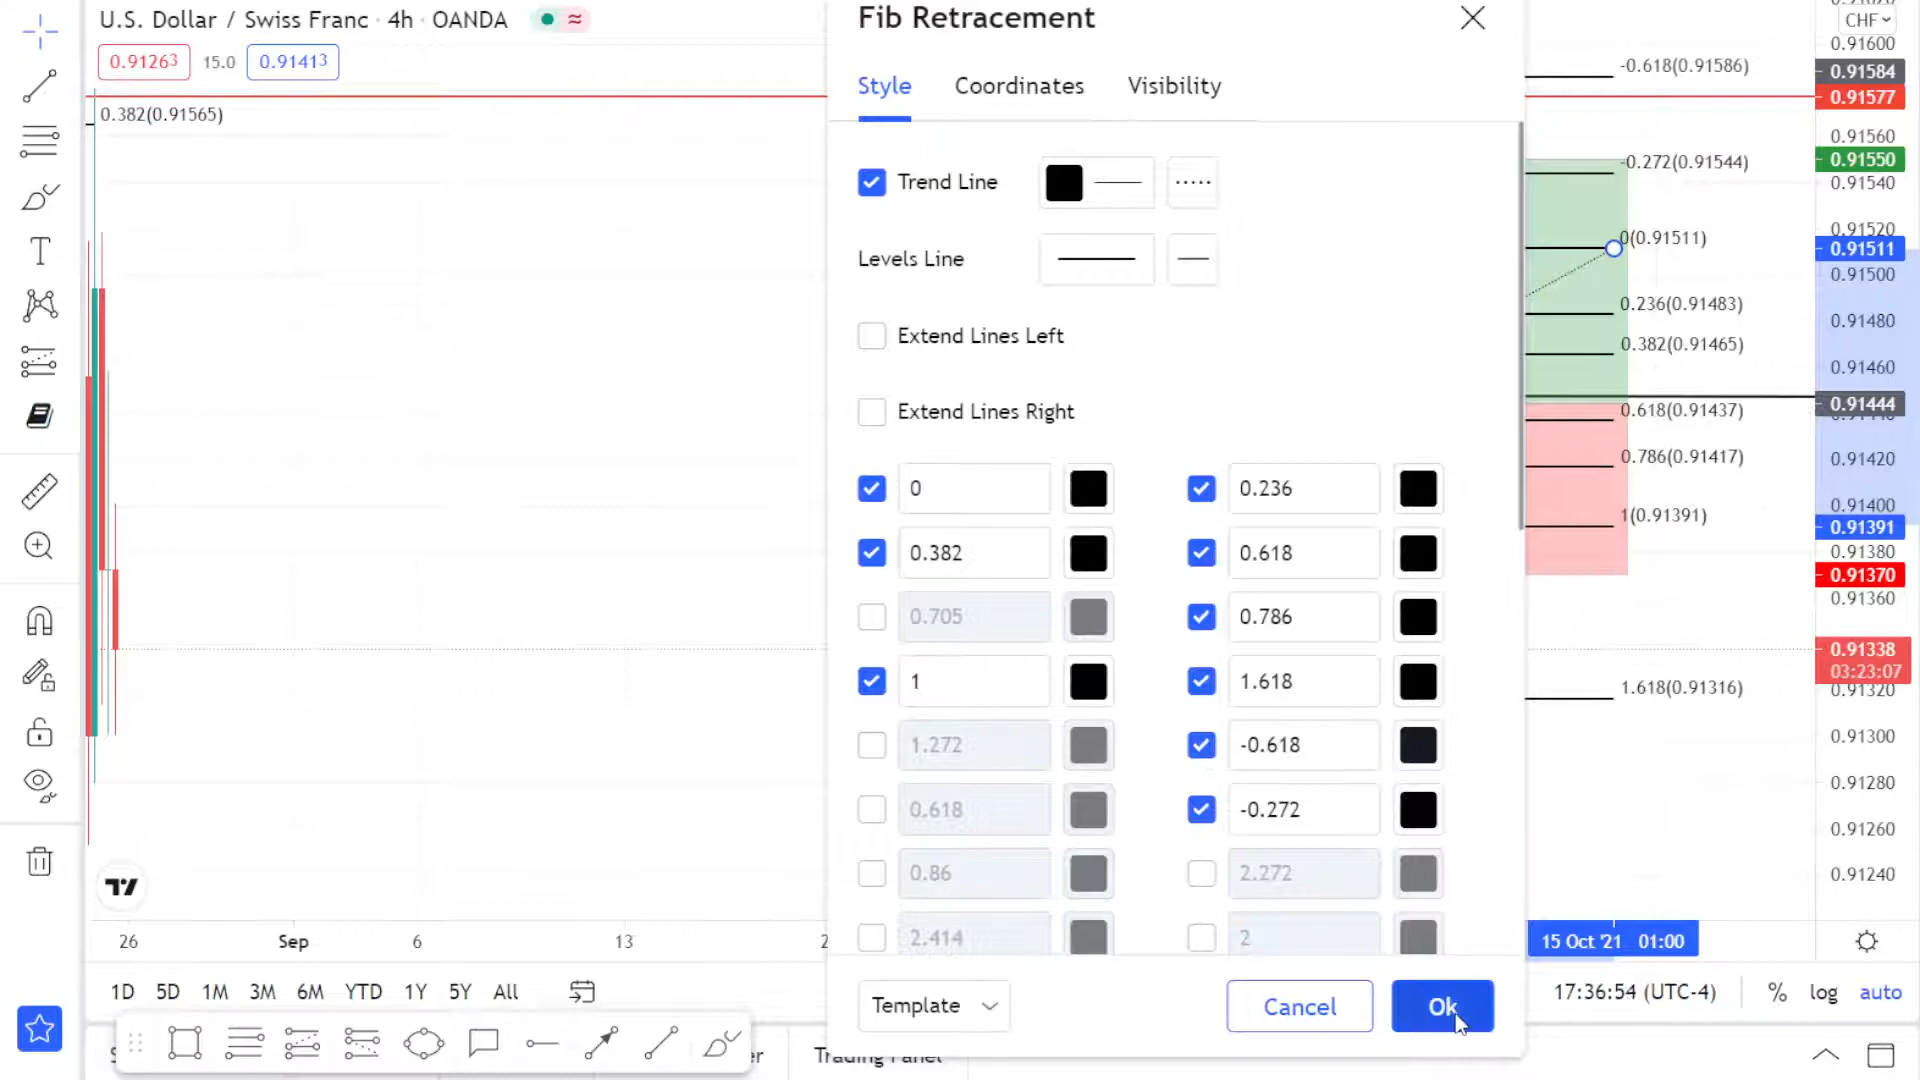 U.S. Dollar / Swiss Franc · 4h · OANDA
0.91263 15.0 0.91413
0.382(0.91565)
T
26 Sep 6 13 2
1D 5D 1M 3M 6M YTD 1Y 5Y All
Fib Retracement
Style Coordinates Visibility
Trend Line
Levels Line
Extend Lines Left
Extend Lines Right
0 0.236
0.382 0.618
0.705 0.786
1 1.618
1.272 -0.618
0.618 -0.272
0.86 2.272
2.414 2
Template Cancel Ok
Trading Panel
-0.618(0.91586)
-0.272(0.91544)
0(0.91511)
0.236(0.91483)
0.382(0.91465)
0.618(0.91437)
0.786(0.91417)
1(0.91391)
1.618(0.91316)
CHF
0.91600
0.91584
0.91577
0.91560
0.91550
0.91540
0.91520
0.91511
0.91500
0.91480
0.91460
0.91444
0.91420
0.91400
0.91391
0.91380
0.91370
0.91360
0.91338
03:23:07
0.91320
0.91300
0.91280
0.91260
0.91240
15 Oct '21 01:00
17:36:54 (UTC-4) % log auto